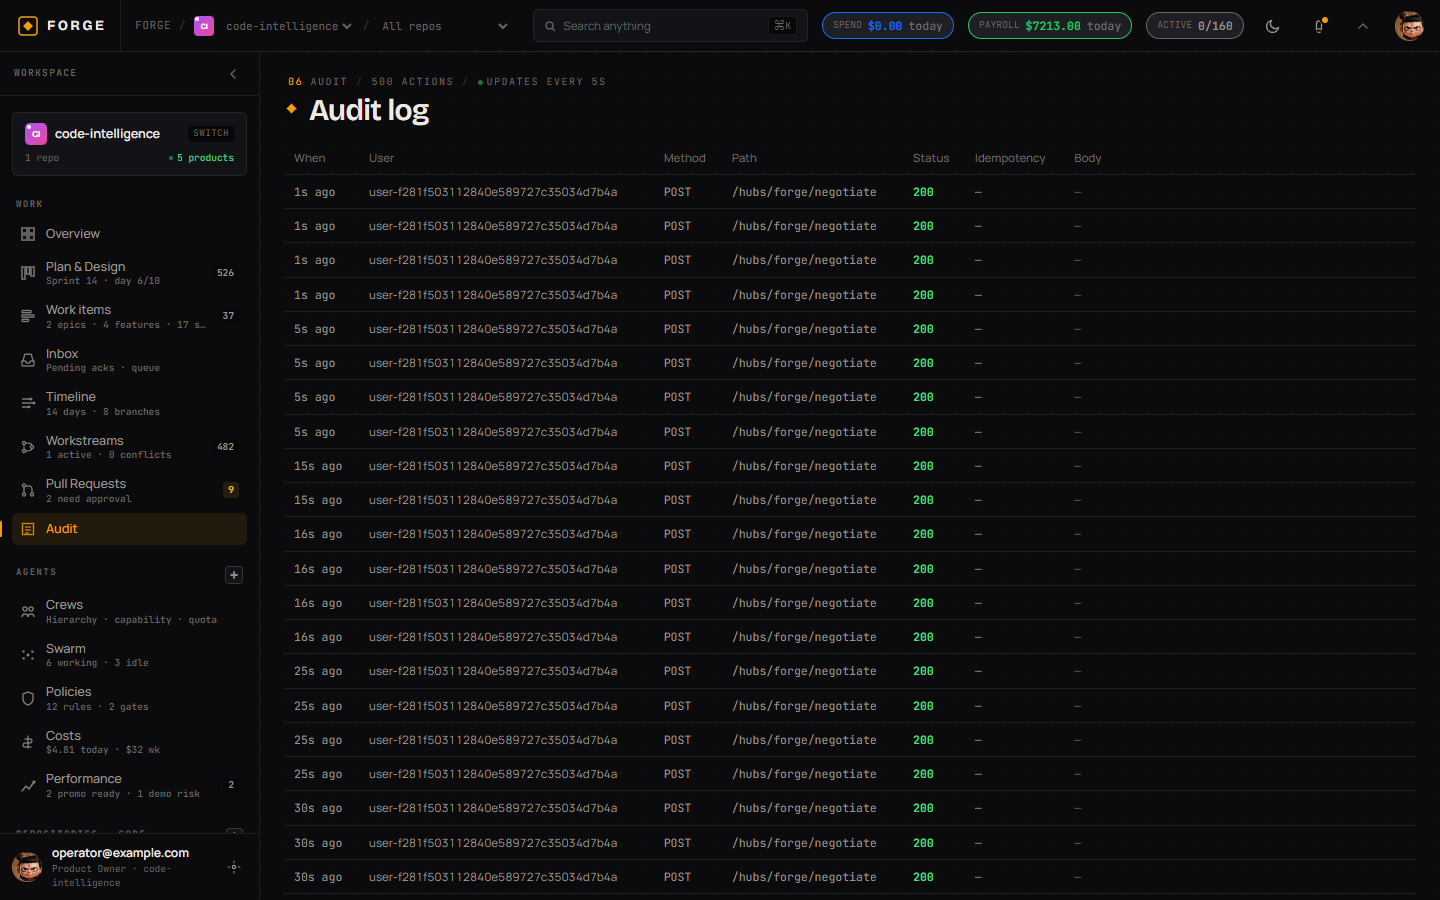 FORGE
FORGE / code-intelligence / All repos
Search anything ⌘K
SPEND $0.00 today
PAYROLL $7213.00 today
ACTIVE 0/160
WORKSPACE
CI code-intelligence SWITCH
1 repo 5 products
WORK
Overview
Plan & Design 526
Sprint 14 · day 6/10
Work items 37
2 epics · 4 features · 17 s…
Inbox
Pending acks · queue
Timeline
14 days · 8 branches
Workstreams 482
1 active · 0 conflicts
Pull Requests 9
2 need approval
Audit
AGENTS +
Crews
Hierarchy · capability · quota
Swarm
6 working · 3 idle
Policies
12 rules · 2 gates
Costs
$4.81 today · $32 wk
Performance 2
2 promo ready · 1 demo risk
operator@example.com
Product Owner · code-
intelligence
06 AUDIT / 500 ACTIONS / UPDATES EVERY 5S
Audit log
When User Method Path Status Idempotency Body
1s ago user-f281f503112840e589727c35034d7b4a POST /hubs/forge/negotiate 200 — —
1s ago user-f281f503112840e589727c35034d7b4a POST /hubs/forge/negotiate 200 — —
1s ago user-f281f503112840e589727c35034d7b4a POST /hubs/forge/negotiate 200 — —
1s ago user-f281f503112840e589727c35034d7b4a POST /hubs/forge/negotiate 200 — —
5s ago user-f281f503112840e589727c35034d7b4a POST /hubs/forge/negotiate 200 — —
5s ago user-f281f503112840e589727c35034d7b4a POST /hubs/forge/negotiate 200 — —
5s ago user-f281f503112840e589727c35034d7b4a POST /hubs/forge/negotiate 200 — —
5s ago user-f281f503112840e589727c35034d7b4a POST /hubs/forge/negotiate 200 — —
15s ago user-f281f503112840e589727c35034d7b4a POST /hubs/forge/negotiate 200 — —
15s ago user-f281f503112840e589727c35034d7b4a POST /hubs/forge/negotiate 200 — —
16s ago user-f281f503112840e589727c35034d7b4a POST /hubs/forge/negotiate 200 — —
16s ago user-f281f503112840e589727c35034d7b4a POST /hubs/forge/negotiate 200 — —
16s ago user-f281f503112840e589727c35034d7b4a POST /hubs/forge/negotiate 200 — —
16s ago user-f281f503112840e589727c35034d7b4a POST /hubs/forge/negotiate 200 — —
25s ago user-f281f503112840e589727c35034d7b4a POST /hubs/forge/negotiate 200 — —
25s ago user-f281f503112840e589727c35034d7b4a POST /hubs/forge/negotiate 200 — —
25s ago user-f281f503112840e589727c35034d7b4a POST /hubs/forge/negotiate 200 — —
25s ago user-f281f503112840e589727c35034d7b4a POST /hubs/forge/negotiate 200 — —
30s ago user-f281f503112840e589727c35034d7b4a POST /hubs/forge/negotiate 200 — —
30s ago user-f281f503112840e589727c35034d7b4a POST /hubs/forge/negotiate 200 — —
30s ago user-f281f503112840e589727c35034d7b4a POST /hubs/forge/negotiate 200 — —